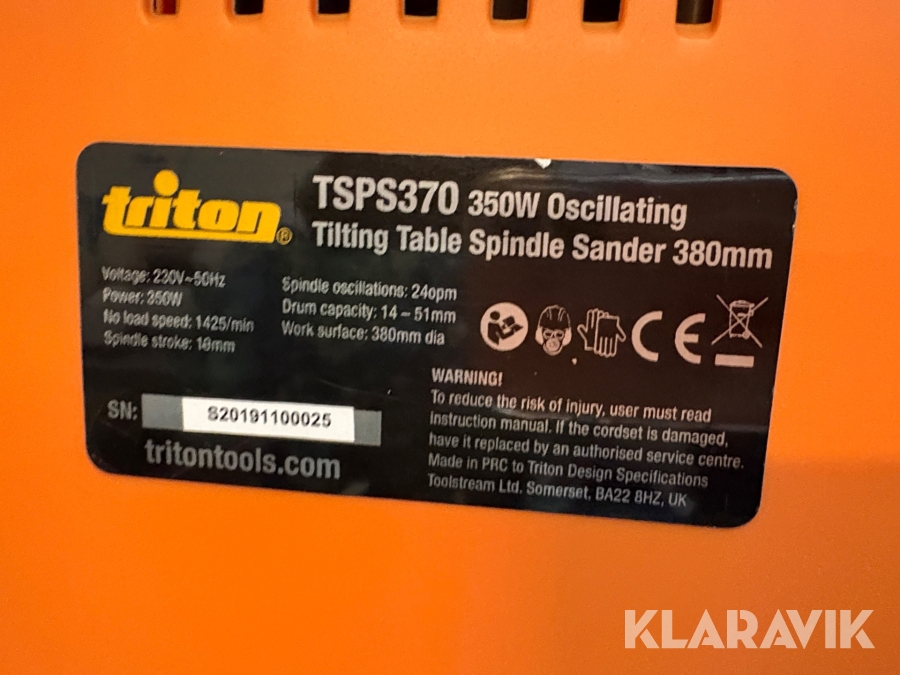 triton®
TSPS370 350W Oscillating
Tilting Table Spindle Sander 380mm
Voltage: 230V~50Hz
Power: 350W
No load speed: 1425/min
Spindle stroke: 16mm
Spindle oscillations: 24opm
Drum capacity: 14 – 51mm
Work surface: 380mm dia
CE
SN: S20191100025
tritontools.com
WARNING!
To reduce the risk of injury, user must read
instruction manual. If the cordset is damaged,
have it replaced by an authorised service centre.
Made in PRC to Triton Design Specifications
Toolstream Ltd. Somerset, BA22 8HZ, UK
KLARAVIK